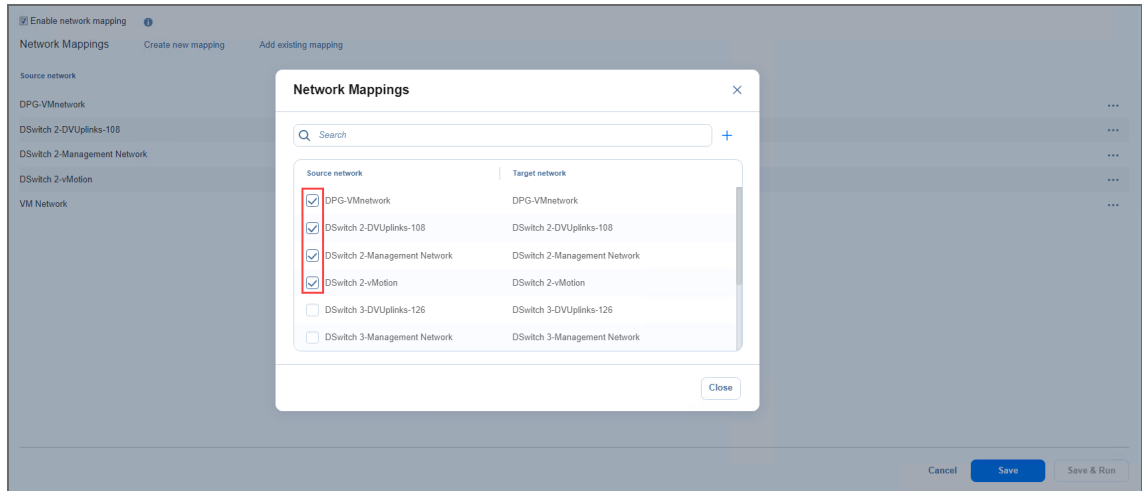 Enable network mapping
Network Mappings Create new mapping Add existing mapping
Source network
DPG-VMnetwork
DSwitch 2-DVUplinks-108
DSwitch 2-Management Network
DSwitch 2-vMotion
VM Network
Network Mappings
Search
Source network Target network
DPG-VMnetwork DPG-VMnetwork
DSwitch 2-DVUplinks-108 DSwitch 2-DVUplinks-108
DSwitch 2-Management Network DSwitch 2-Management Network
DSwitch 2-vMotion DSwitch 2-vMotion
DSwitch 3-DVUplinks-126 DSwitch 3-DVUplinks-126
DSwitch 3-Management Network DSwitch 3-Management Network
Close
Cancel Save Save & Run